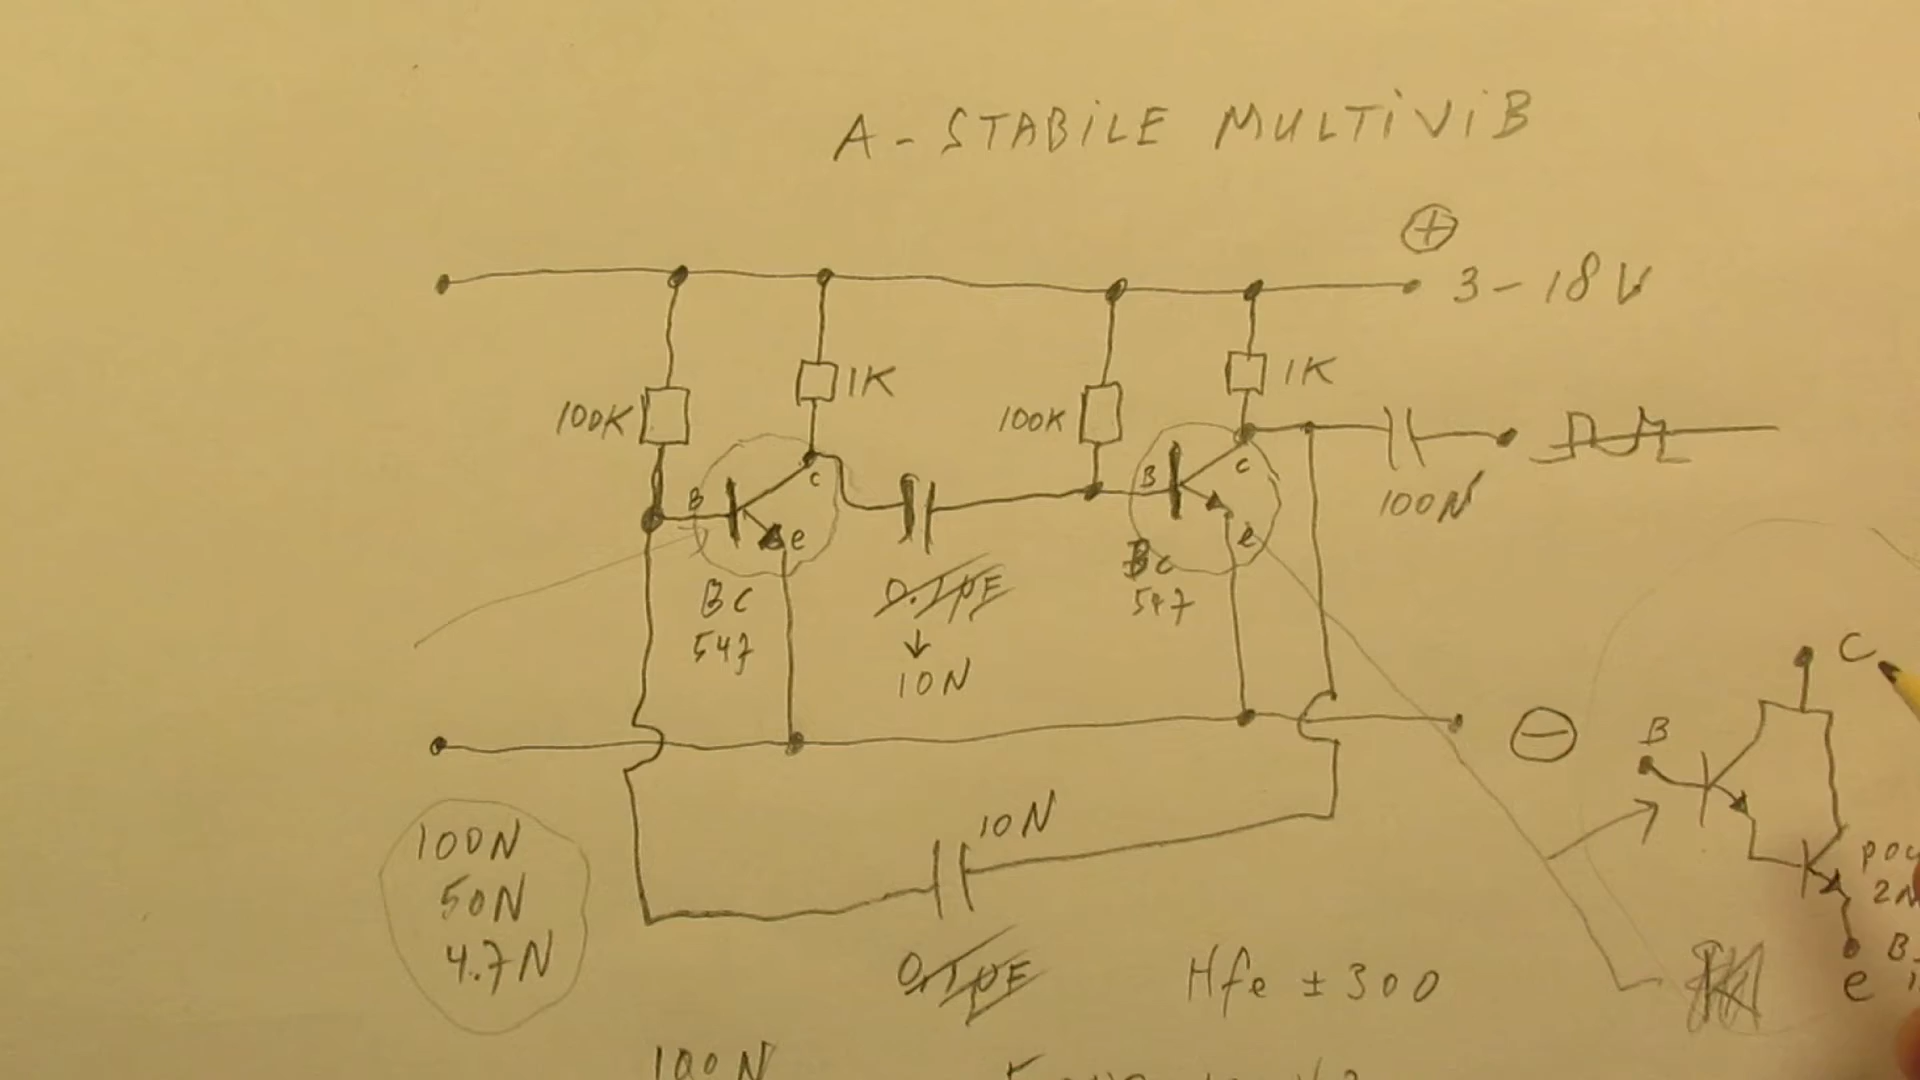 A-STABiLE MULTiViB
+
3-18V
1K
1K
100K
100K
B
c
e
B
c
e
100N
BC
547
Bc
547
0.1µF
↓
10N
C
B
−
10N
100N
50N
4.7N
0.1µF
Hfe ±300
e
100N